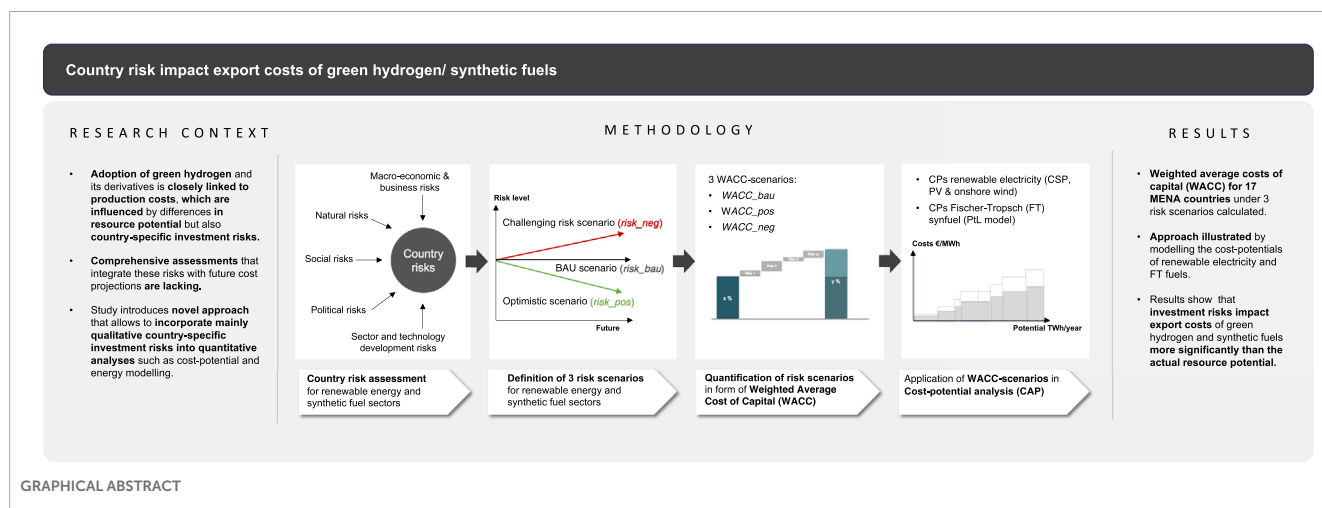 Country risk impact export costs of green hydrogen/ synthetic fuels
RESEARCH CONTEXT
• Adoption of green hydrogen and
its derivatives is closely linked to
production costs, which are
influenced by differences in
resource potential but also
country-specific investment risks.
• Comprehensive assessments that
integrate these risks with future cost
projections are lacking.
• Study introduces novel approach
that allows to incorporate mainly
qualitative country-specific
investment risks into quantitative
analyses such as cost-potential and
energy modelling.
METHODOLOGY
Macro-economic &
business risks
Natural risks
Social risks
Country
risks
Political risks
Sector and technology
development risks
Country risk assessment
for renewable energy and
synthetic fuel sectors
Risk level
Challenging risk scenario (risk_neg)
BAU scenario (risk_bau)
Optimistic scenario (risk_pos)
Future
Definition of 3 risk scenarios
for renewable energy and
synthetic fuel sectors
3 WACC-scenarios:
• WACC_bau
• WACC_pos
• WACC_neg
x %
y %
Quantification of risk scenarios
in form of Weighted Average
Cost of Capital (WACC)
• CPs renewable electricity (CSP,
PV & onshore wind)
• CPs Fischer-Tropsch (FT)
synfuel (PtL model)
Costs €/MWh
Potential TWh/year
Application of WACC-scenarios in
Cost-potential analysis (CAP)
RESULTS
• Weighted average costs of
capital (WACC) for 17
MENA countries under 3
risk scenarios calculated.
• Approach illustrated by
modelling the cost-potentials
of renewable electricity and
FT fuels.
• Results show that
investment risks impact
export costs of green
hydrogen and synthetic fuels
more significantly than the
actual resource potential.
GRAPHICAL ABSTRACT